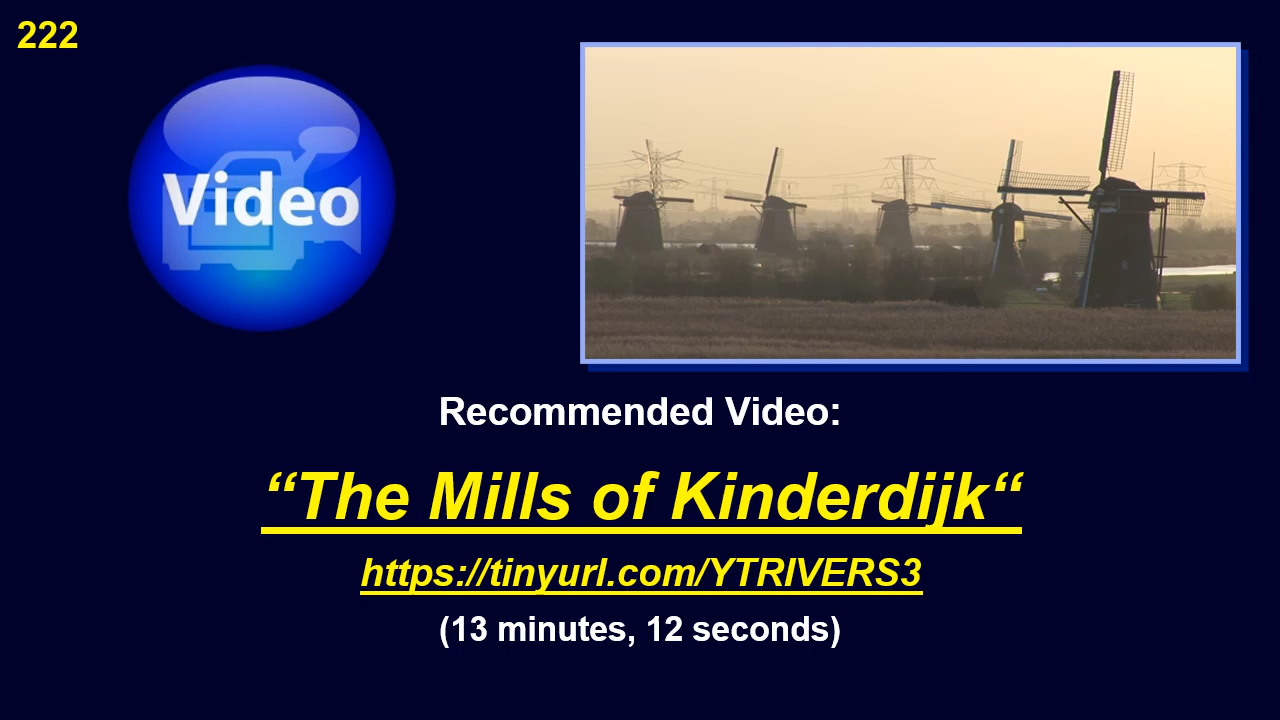 222
Video
Recommended Video:
“The Mills of Kinderdijk“
https://tinyurl.com/YTRIVERS3
(13 minutes, 12 seconds)